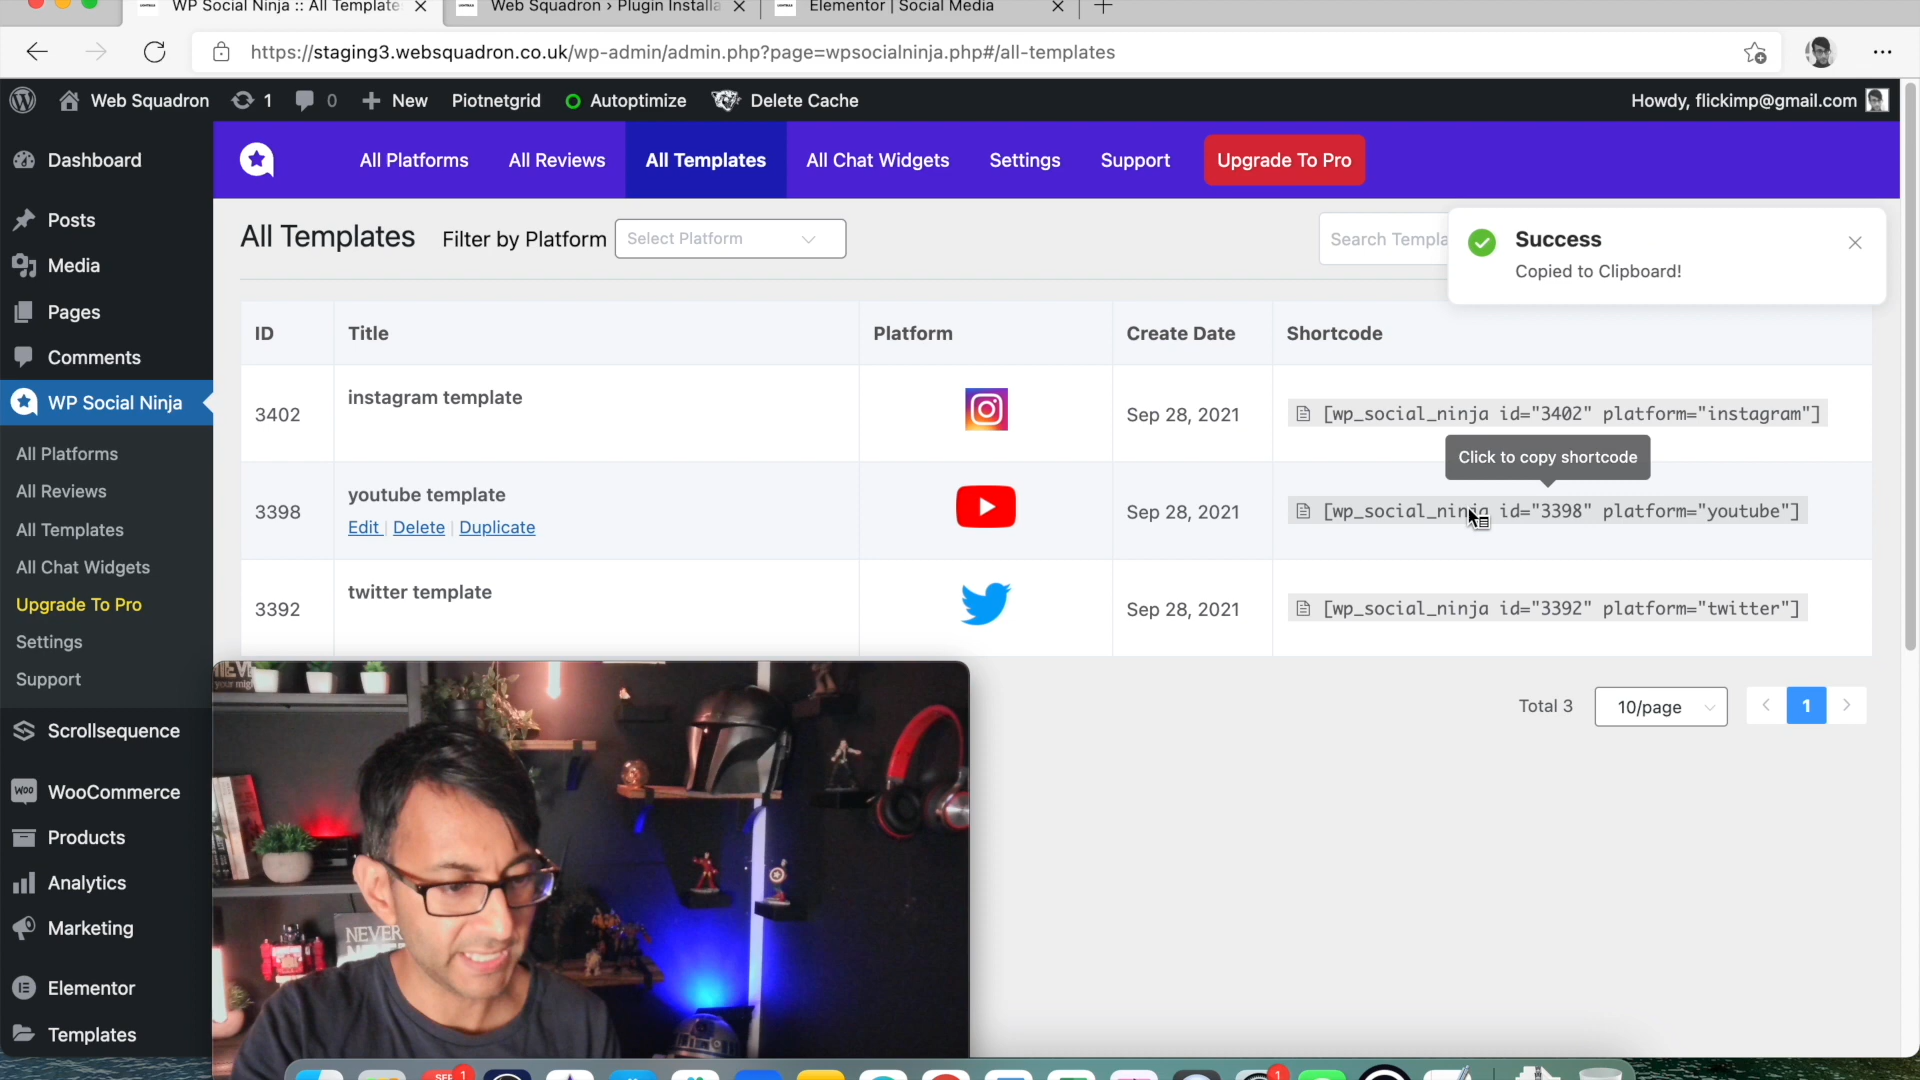 WP Social Ninja :: All Template
Web Squadron › Plugin Installa
Elementor | Social Media
https://staging3.websquadron.co.uk/wp-admin/admin.php?page=wpsocialninja.php#/all-templates
Web Squadron
1
0
New
Piotnetgrid
Autoptimize
Delete Cache
Howdy, flickimp@gmail.com
Dashboard
Posts
Media
Pages
Comments
WP Social Ninja
All Platforms
All Reviews
All Templates
All Chat Widgets
Upgrade To Pro
Settings
Support
Scrollsequence
WooCommerce
Products
Analytics
Marketing
Elementor
Templates
All Platforms
All Reviews
All Templates
All Chat Widgets
Settings
Support
Upgrade To Pro
All Templates
Filter by Platform
Select Platform
Search Templa
Success
Copied to Clipboard!
ID
Title
Platform
Create Date
Shortcode
3402
instagram template
Sep 28, 2021
[wp_social_ninja id="3402" platform="instagram"]
Click to copy shortcode
3398
youtube template
Edit | Delete | Duplicate
Sep 28, 2021
[wp_social_ninja id="3398" platform="youtube"]
3392
twitter template
Sep 28, 2021
[wp_social_ninja id="3392" platform="twitter"]
Total 3
10/page
1
NEVER
SEP
1
1